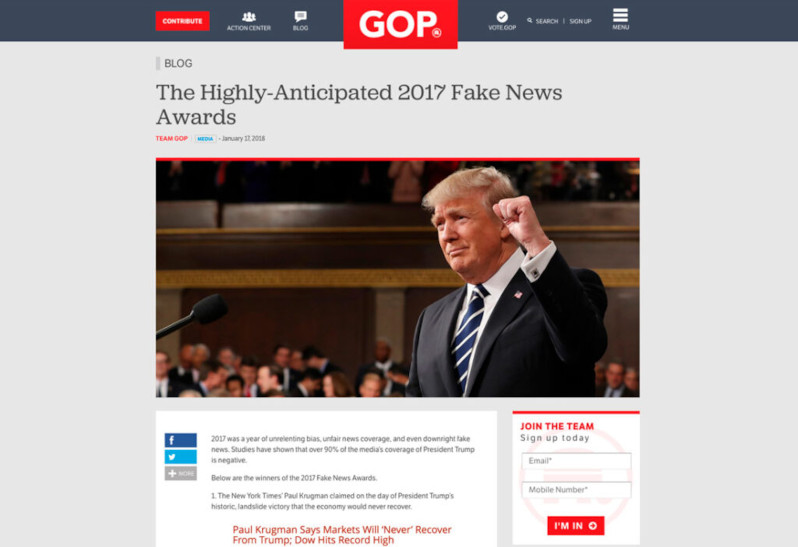 CONTRIBUTE
ACTION CENTER
BLOG
GOP.
VOTE.GOP
SEARCH | SIGN UP
MENU
BLOG
The Highly-Anticipated 2017 Fake News
Awards
TEAM GOP | MEDIA - January 17, 2018
f
+ MORE
2017 was a year of unrelenting bias, unfair news coverage, and even downright fake
news. Studies have shown that over 90% of the media's coverage of President Trump
is negative.
Below are the winners of the 2017 Fake News Awards.
1. The New York Times' Paul Krugman claimed on the day of President Trump's
historic, landslide victory that the economy would never recover.
Paul Krugman Says Markets Will 'Never' Recover
From Trump; Dow Hits Record High
JOIN THE TEAM
Sign up today
Email*
Mobile Number*
I'M IN